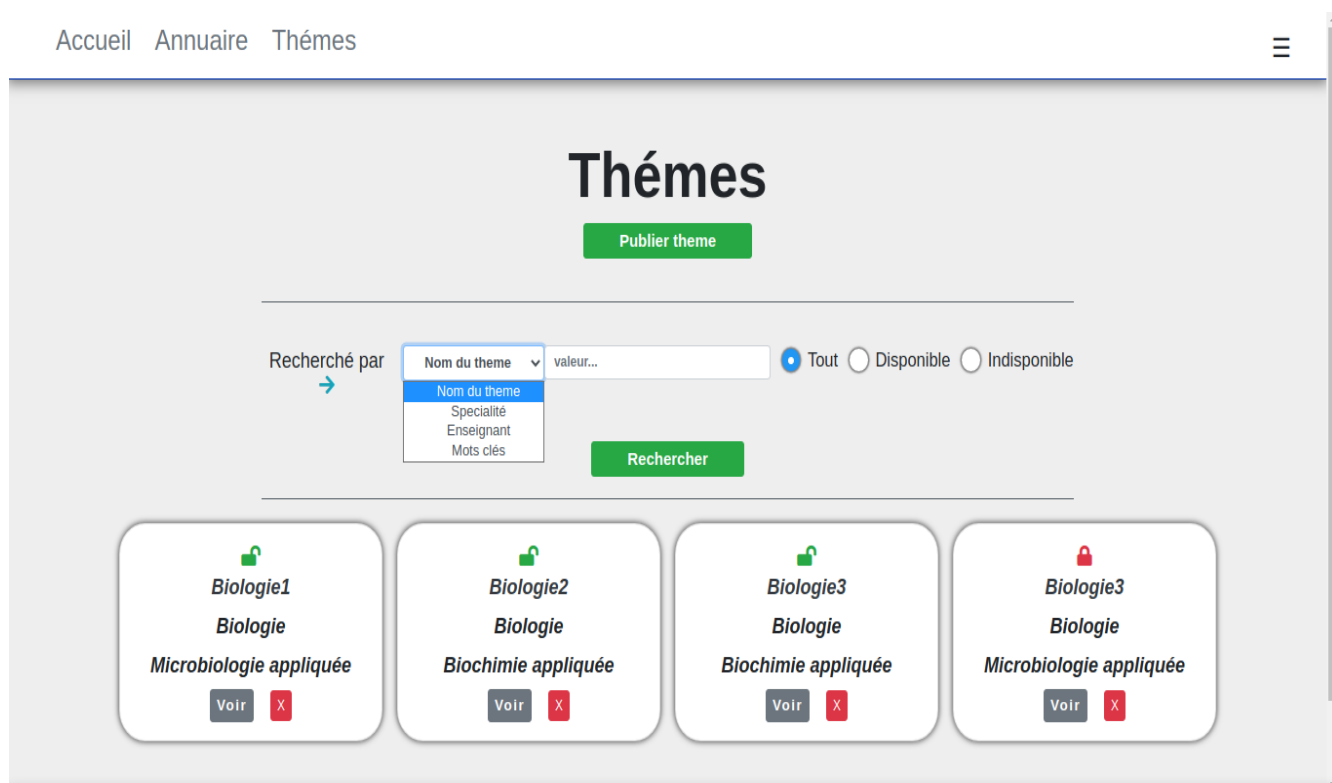 Accueil Annuaire Thémes
Thémes
Publier theme
Recherché par Nom du theme valeur... Tout Disponible Indisponible
Nom du theme
Specialité
Enseignant
Mots clés
Rechercher
Biologie1 Biologie2 Biologie3 Biologie3
Biologie Biologie Biologie Biologie
Microbiologie appliquée Biochimie appliquée Biochimie appliquée Microbiologie appliquée
Voir X Voir X Voir X Voir X